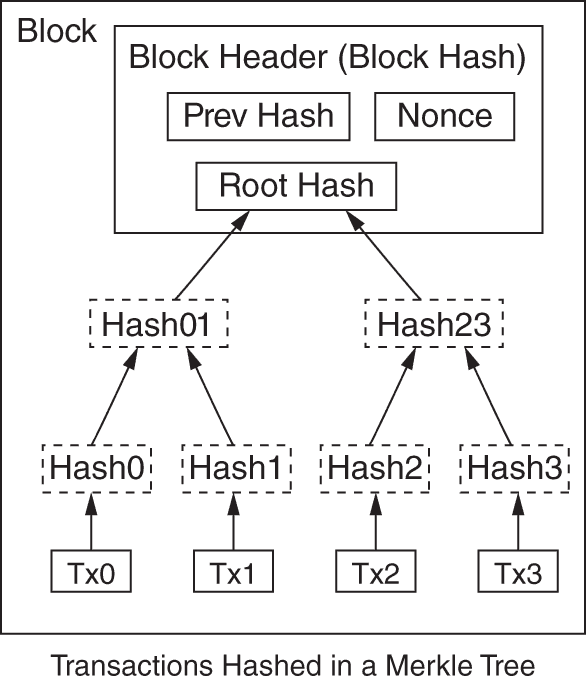 Block
Block Header (Block Hash)
Prev Hash
Nonce
Root Hash
Hash01
Hash23
Hash0
Hash1
Hash2
Hash3
Tx0
Tx1
Tx2
Tx3
Transactions Hashed in a Merkle Tree